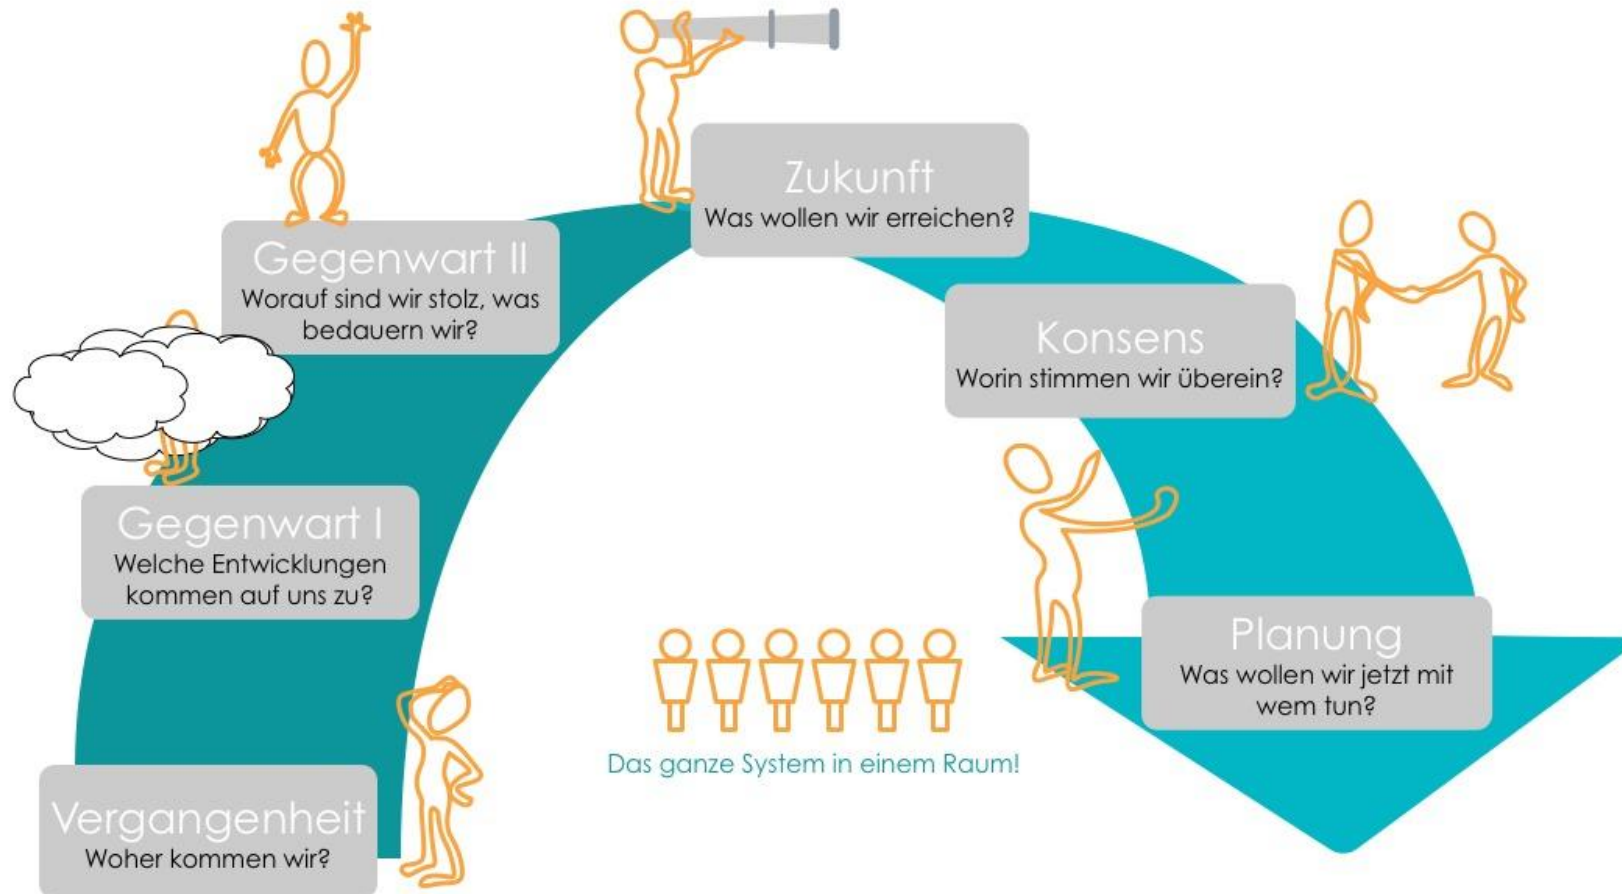 Zukunft
Was wollen wir erreichen?
Gegenwart II
Worauf sind wir stolz, was
bedauern wir?
Konsens
Worin stimmen wir überein?
Gegenwart I
Welche Entwicklungen
kommen auf uns zu?
Planung
Was wollen wir jetzt mit
wem tun?
Das ganze System in einem Raum!
Vergangenheit
Woher kommen wir?